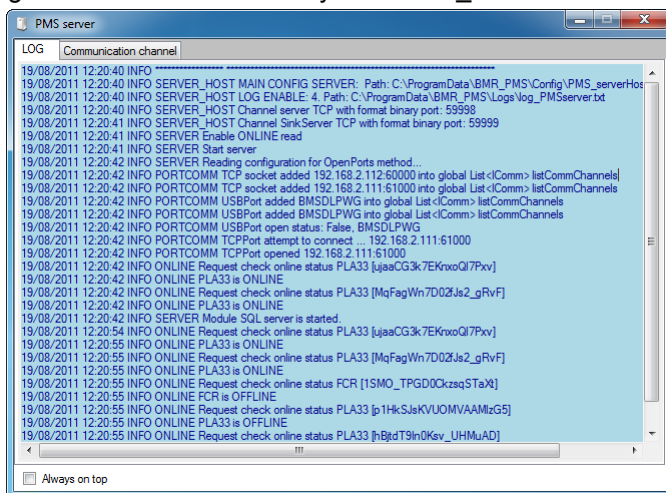 PMS server
LOG Communication channel
19/08/2011 12:20:40 INFO
19/08/2011 12:20:40 INFO SERVER_HOST MAIN CONFIG SERVER: Path: C:\ProgramData\BMR_PMS\Config\PMS_serverHos
19/08/2011 12:20:40 INFO SERVER_HOST LOG ENABLE: 4. Path: C:\ProgramData\BMR_PMS\Logs\log_PMSserver.txt
19/08/2011 12:20:41 INFO SERVER_HOST Channel server TCP with format binary port: 59998
19/08/2011 12:20:41 INFO SERVER_HOST Channel SinkServer TCP with format binary port: 59999
19/08/2011 12:20:41 INFO SERVER Enable ONLINE read
19/08/2011 12:20:41 INFO SERVER Start server
19/08/2011 12:20:42 INFO SERVER Reading configuration for OpenPorts method...
19/08/2011 12:20:42 INFO PORTCOMM TCP socket added 192.168.2.112:60000 into global List<IComm> listCommChannels
19/08/2011 12:20:42 INFO PORTCOMM TCP socket added 192.168.2.111:61000 into global List<IComm> listCommChannels
19/08/2011 12:20:42 INFO PORTCOMM USBPort added BMSDLPWG into global List<IComm> listCommChannels
19/08/2011 12:20:42 INFO PORTCOMM USBPort added BMSDLPWG into global List<IComm> listCommChannels
19/08/2011 12:20:42 INFO PORTCOMM USBPort open status: False, BMSDLPWG
19/08/2011 12:20:42 INFO PORTCOMM TCPPort attempt to connect ... 192.168.2.111:61000
19/08/2011 12:20:42 INFO PORTCOMM TCPPort opened 192.168.2.111:61000
19/08/2011 12:20:42 INFO ONLINE Request check online status PLA33 [ujaaCG3k7EKnxoQI7Pxv]
19/08/2011 12:20:42 INFO ONLINE PLA33 is ONLINE
19/08/2011 12:20:42 INFO ONLINE Request check online status PLA33 [MqFagWn7D02fJs2_gRvF]
19/08/2011 12:20:42 INFO ONLINE PLA33 is ONLINE
19/08/2011 12:20:42 INFO SERVER Module SQL server is started.
19/08/2011 12:20:54 INFO ONLINE Request check online status PLA33 [ujaaCG3k7EKnxoQI7Pxv]
19/08/2011 12:20:55 INFO ONLINE PLA33 is ONLINE
19/08/2011 12:20:55 INFO ONLINE Request check online status PLA33 [MqFagWn7D02fJs2_gRvF]
19/08/2011 12:20:55 INFO ONLINE PLA33 is ONLINE
19/08/2011 12:20:55 INFO ONLINE Request check online status FCR [1SMO_TPGD0CkzsqSTaXt]
19/08/2011 12:20:55 INFO ONLINE FCR is OFFLINE
19/08/2011 12:20:55 INFO ONLINE Request check online status PLA33 [p1HkSJsKVUOMVAAMIzG5]
19/08/2011 12:20:55 INFO ONLINE PLA33 is OFFLINE
19/08/2011 12:20:55 INFO ONLINE Request check online status PLA33 [hBjtdT9In0Ksv_UHMuAD]
Always on top